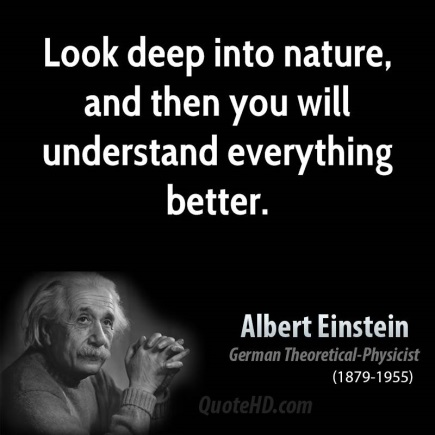 Look deep into nature,
and then you will
understand everything
better.
Albert Einstein
German Theoretical-Physicist
(1879-1955)
QuoteHD.com